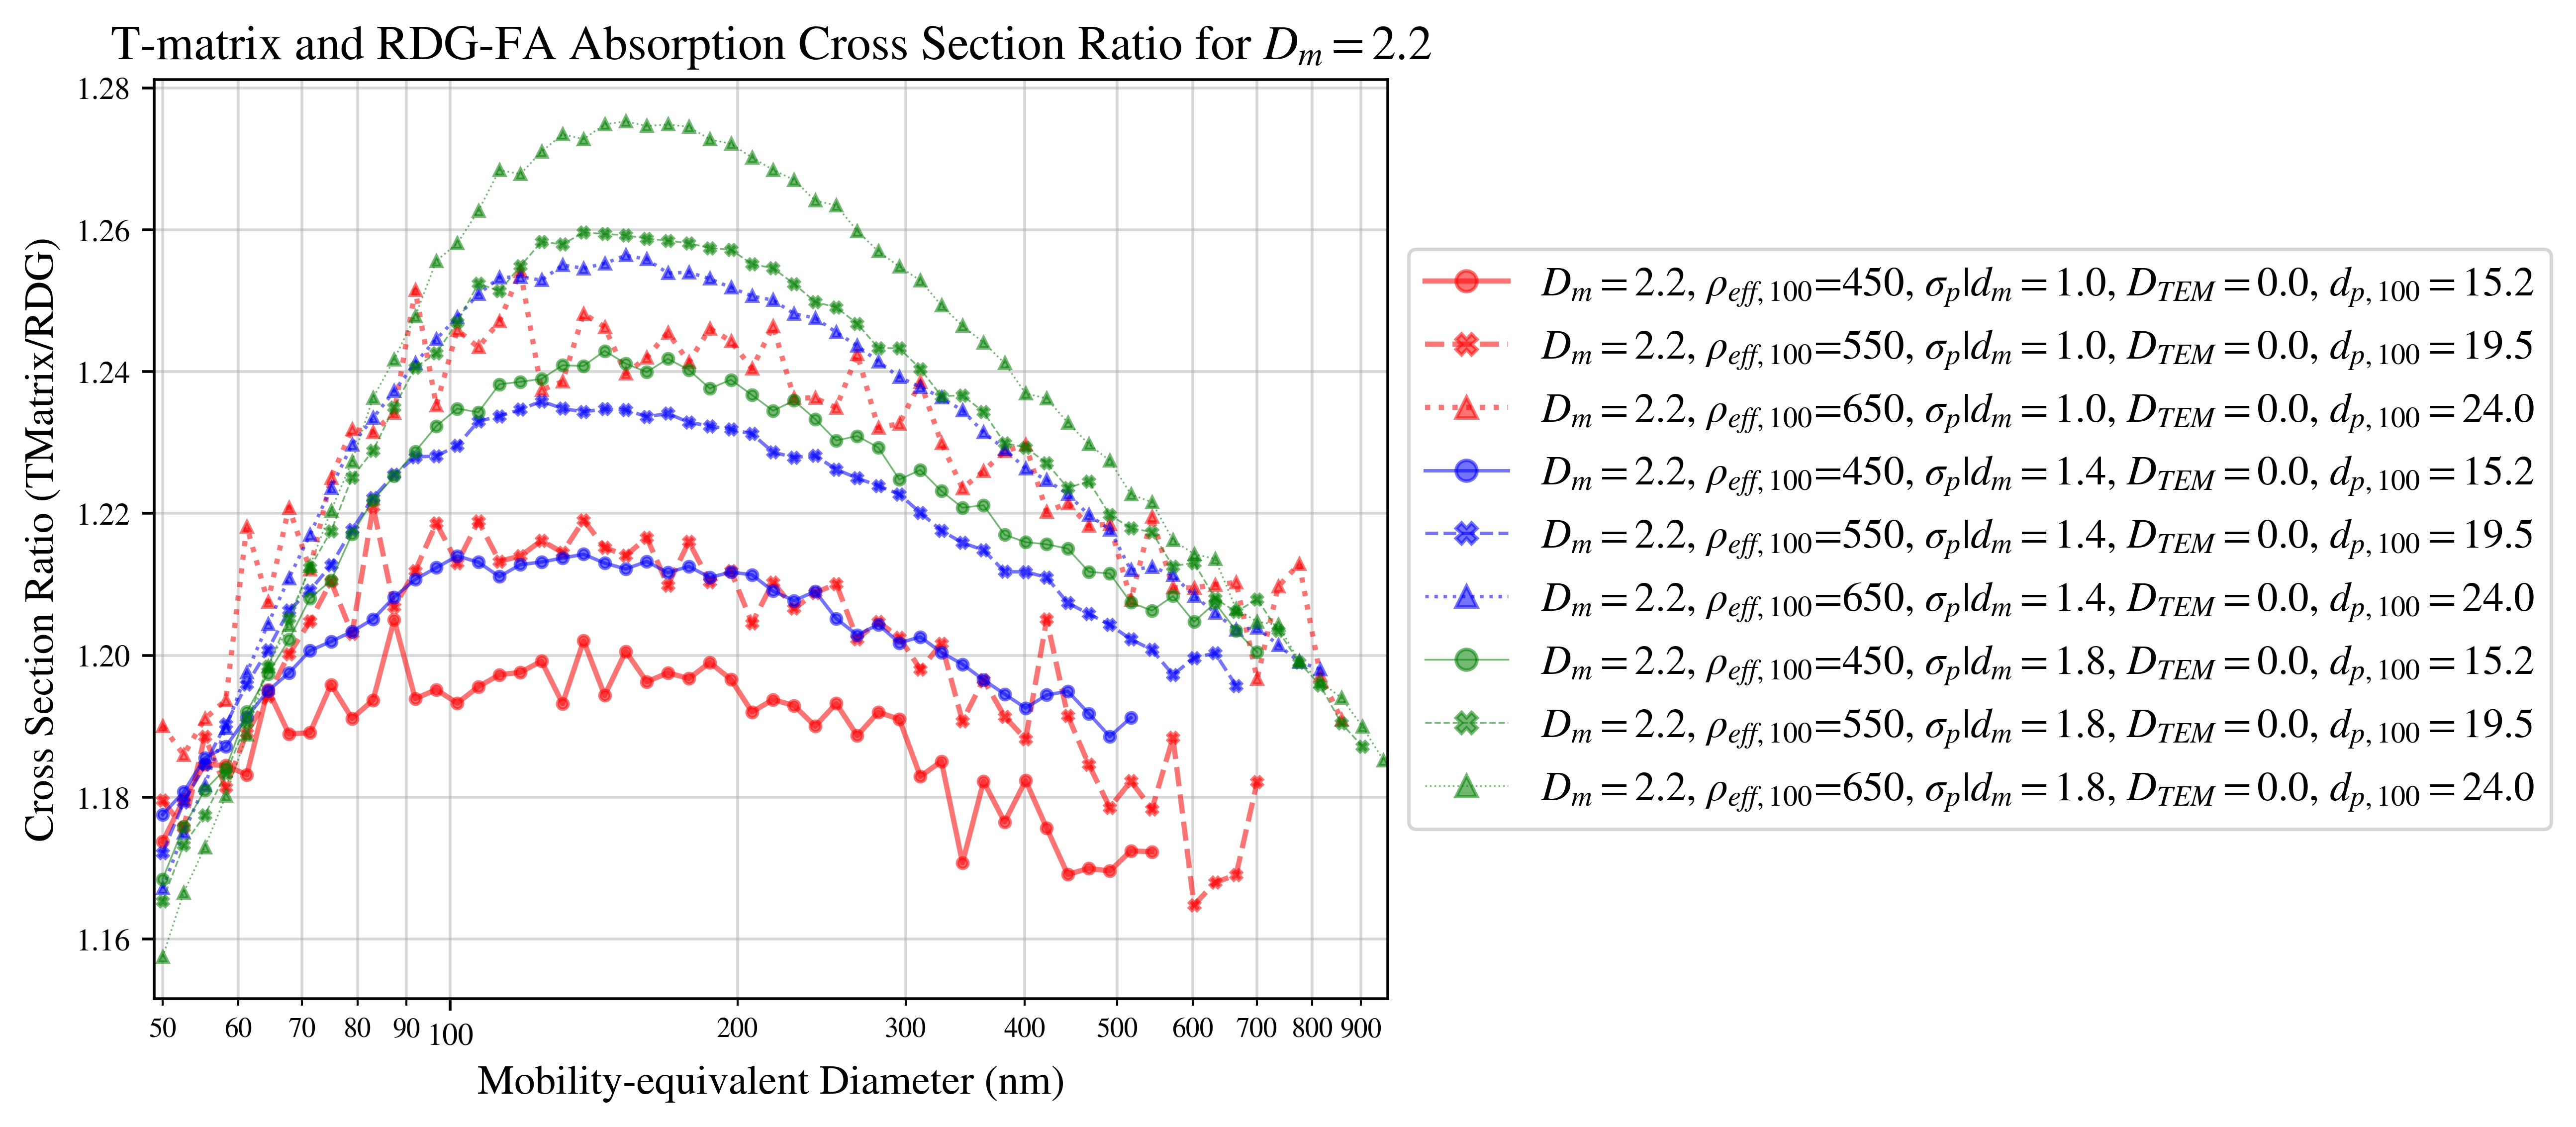 T-matrix and RDG-FA Absorption Cross Section Ratio for D_m = 2.2
Cross Section Ratio (TMatrix/RDG)
1.28
1.26
1.24
1.22
1.20
1.18
1.16
50 60 70 80 90 100 200 300 400 500 600 700 800 900
Mobility-equivalent Diameter (nm)
D_m = 2.2, ρ_eff,100=450, σ_p|d_m = 1.0, D_TEM = 0.0, d_p,100 = 15.2
D_m = 2.2, ρ_eff,100=550, σ_p|d_m = 1.0, D_TEM = 0.0, d_p,100 = 19.5
D_m = 2.2, ρ_eff,100=650, σ_p|d_m = 1.0, D_TEM = 0.0, d_p,100 = 24.0
D_m = 2.2, ρ_eff,100=450, σ_p|d_m = 1.4, D_TEM = 0.0, d_p,100 = 15.2
D_m = 2.2, ρ_eff,100=550, σ_p|d_m = 1.4, D_TEM = 0.0, d_p,100 = 19.5
D_m = 2.2, ρ_eff,100=650, σ_p|d_m = 1.4, D_TEM = 0.0, d_p,100 = 24.0
D_m = 2.2, ρ_eff,100=450, σ_p|d_m = 1.8, D_TEM = 0.0, d_p,100 = 15.2
D_m = 2.2, ρ_eff,100=550, σ_p|d_m = 1.8, D_TEM = 0.0, d_p,100 = 19.5
D_m = 2.2, ρ_eff,100=650, σ_p|d_m = 1.8, D_TEM = 0.0, d_p,100 = 24.0